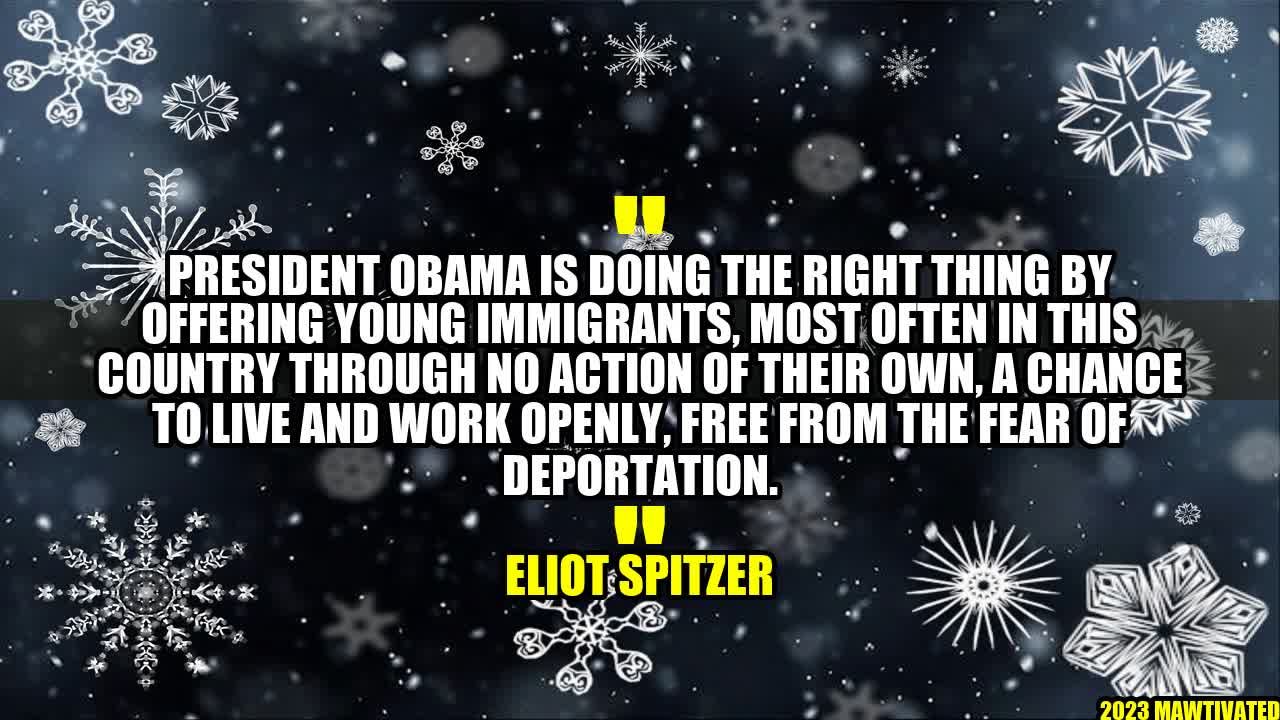 "
PRESIDENT OBAMA IS DOING THE RIGHT THING BY
OFFERING YOUNG IMMIGRANTS, MOST OFTEN IN THIS
COUNTRY THROUGH NO ACTION OF THEIR OWN, A CHANCE
TO LIVE AND WORK OPENLY, FREE FROM THE FEAR OF
DEPORTATION.
"
ELIOT SPITZER
2023 MAWTIVATED